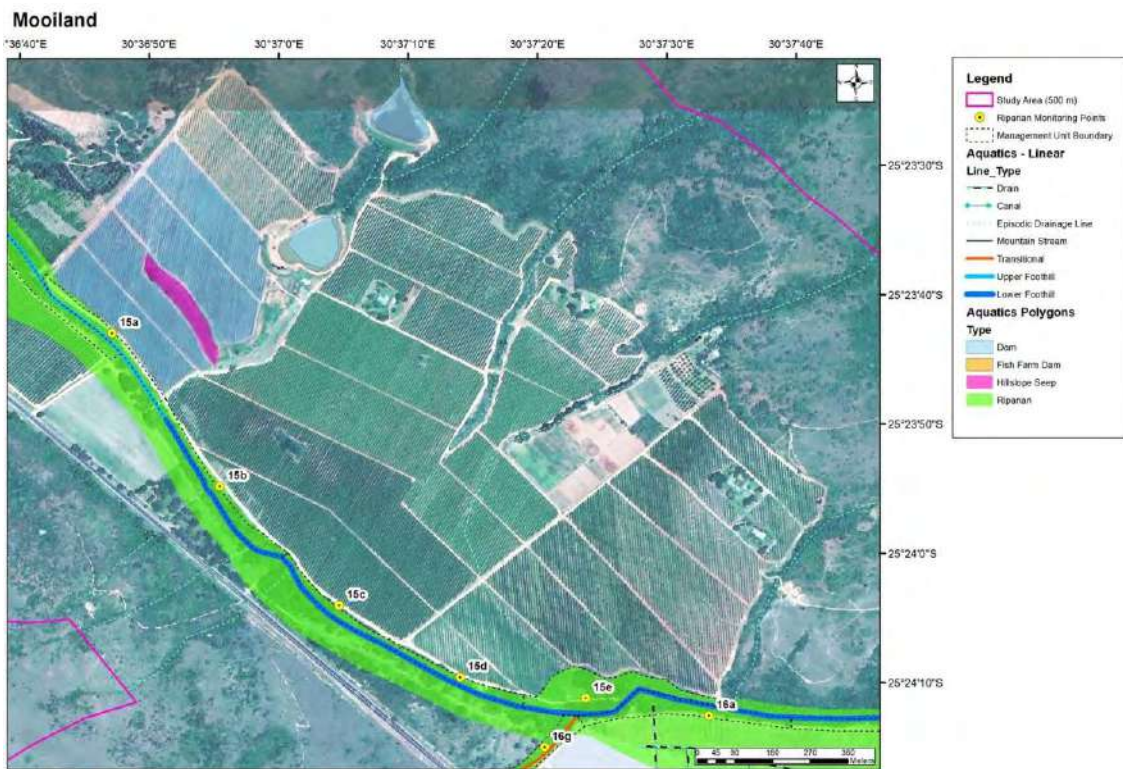 Mooiland
°36'40"E 30°36'50"E 30°37'0"E 30°37'10"E 30°37'20"E 30°37'30"E 30°37'40"E
25°23'30"S
25°23'40"S
25°23'50"S
25°24'0"S
25°24'10"S
15a
15b
15c
15d
15e
16a
16g
0 45 90 180 270 360
Meters
Legend
Study Area (500 m)
Riparian Monitoring Points
Management Unit Boundary
Aquatics - Linear
Line_Type
Drain
Canal
Episodic Drainage Line
Mountain Stream
Transitional
Upper Foothill
Lower Foothill
Aquatics Polygons
Type
Dam
Fish Farm Dam
Hillslope Seep
Riparian